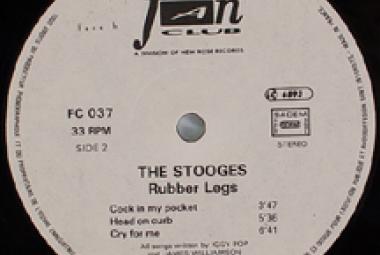 Face b
fan
CLUB
A DIVISION OF NEW ROSE RECORDS
FC 037
33 RPM
SIDE 2
SACEM
STEREO
THE STOOGES
Rubber Legs
Cock in my pocket 3'47
Head on curb 5'36
Cry for me 6'41
All songs written by IGGY POP
and JAMES WILLIAMSON